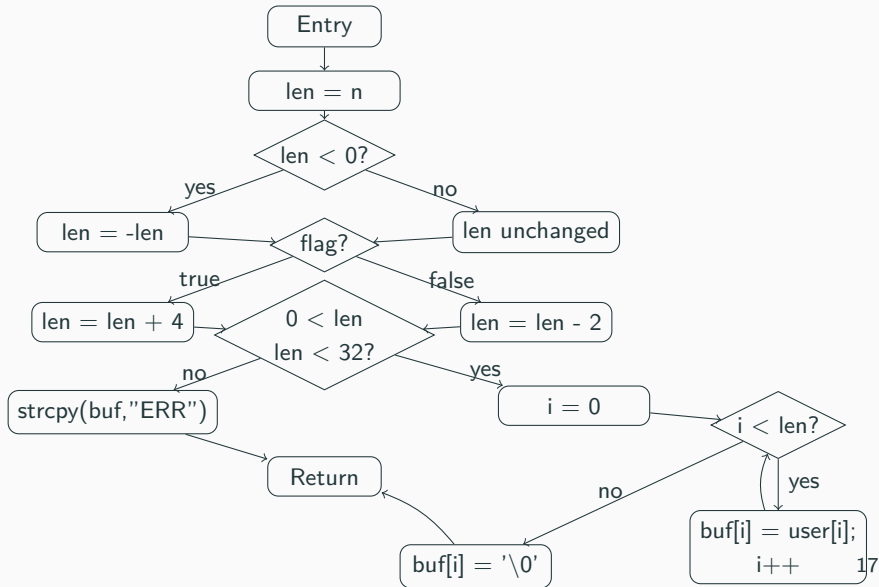 Entry
len = n
len < 0?
yes
no
len = -len
len unchanged
flag?
true
false
len = len + 4
0 < len
len < 32?
len = len - 2
no
yes
strcpy(buf,"ERR")
i = 0
i < len?
Return
no
yes
buf[i] = user[i];
i++
buf[i] = '\0'
17